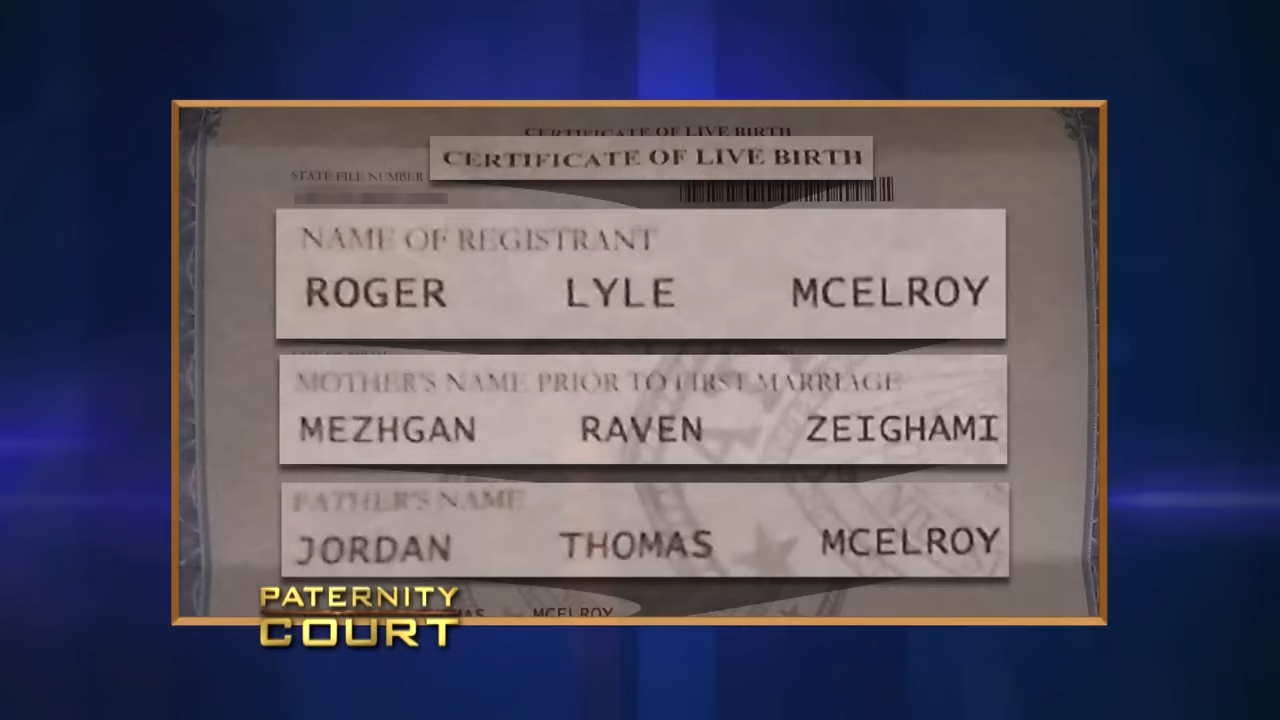 CERTIFICATE OF LIVE BIRTH
CERTIFICATE OF LIVE BIRTH
STATE FILE NUMBER
NAME OF REGISTRANT
ROGER LYLE MCELROY
MOTHER'S NAME PRIOR TO FIRST MARRIAGE
MEZHGAN RAVEN ZEIGHAMI
FATHER'S NAME
JORDAN THOMAS MCELROY
MCELROY
PATERNITY
COURT